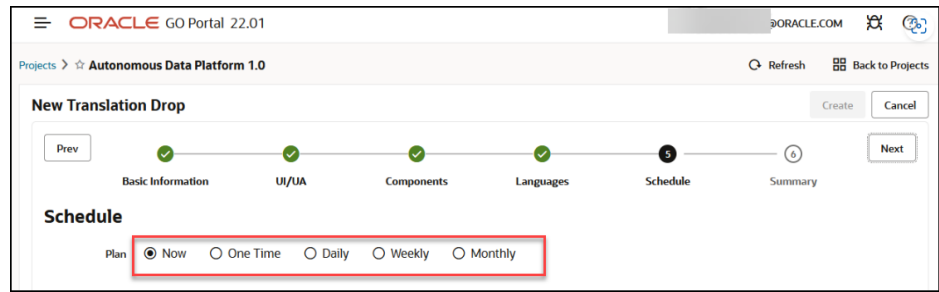 ORACLE GO Portal 22.01 @ORACLE.COM
Projects > ☆ Autonomous Data Platform 1.0 Refresh Back to Projects
New Translation Drop Create Cancel
Prev 5 6 Next
Basic Information UI/UA Components Languages Schedule Summary
Schedule
Plan Now One Time Daily Weekly Monthly